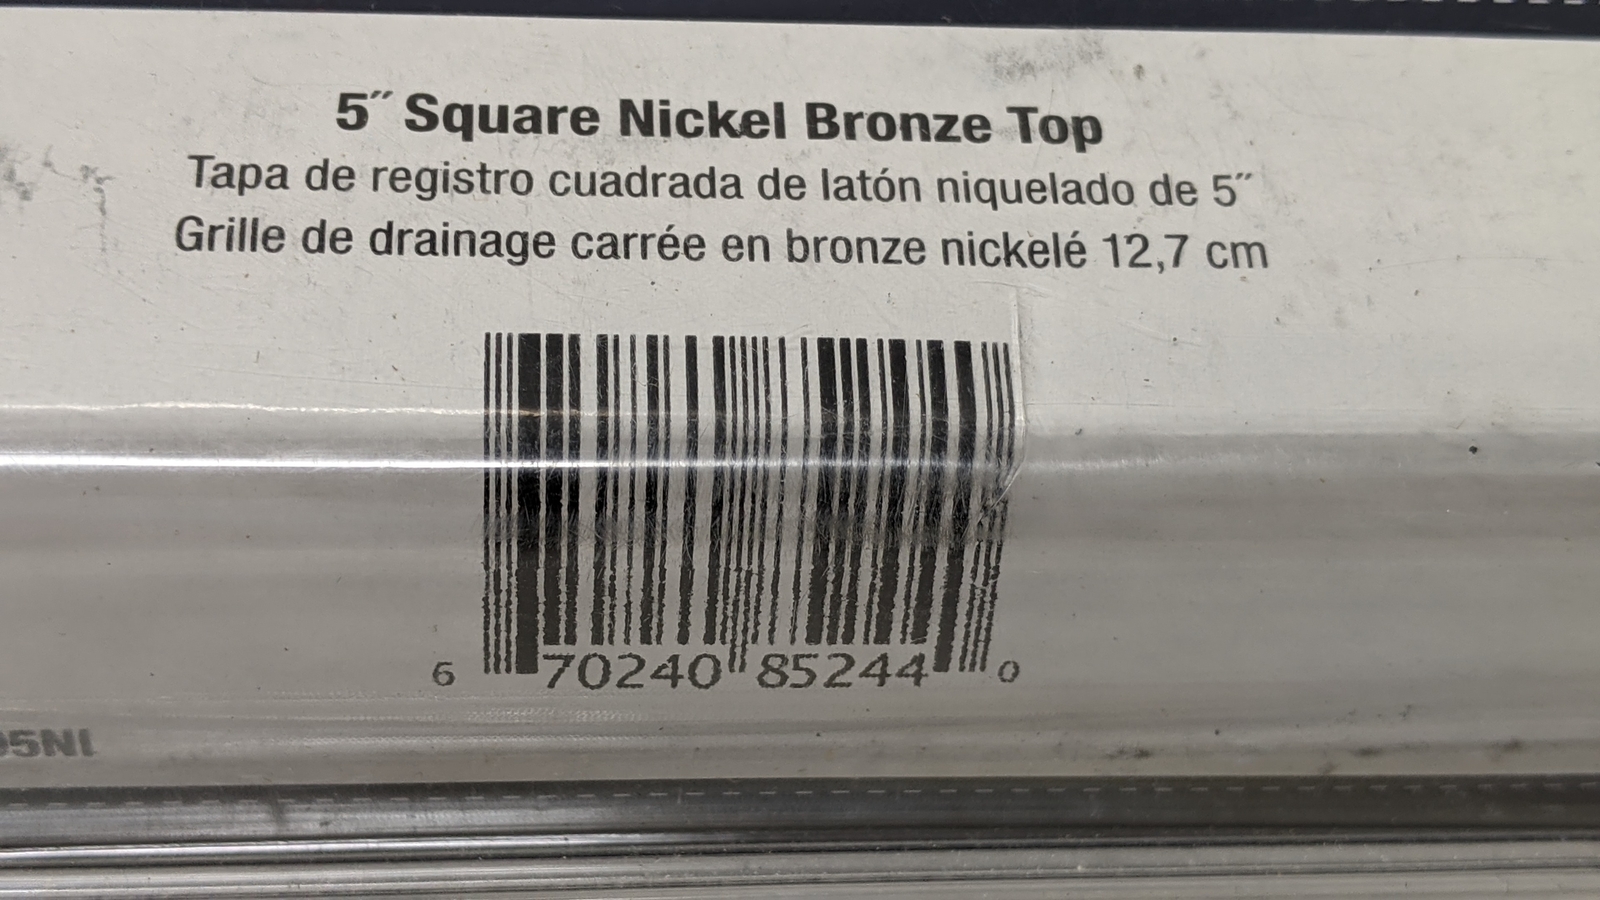 5″ Square Nickel Bronze Top
Tapa de registro cuadrada de latón niquelado de 5″
Grille de drainage carrée en bronze nickelé 12,7 cm
6 70240 85244 0
5NI